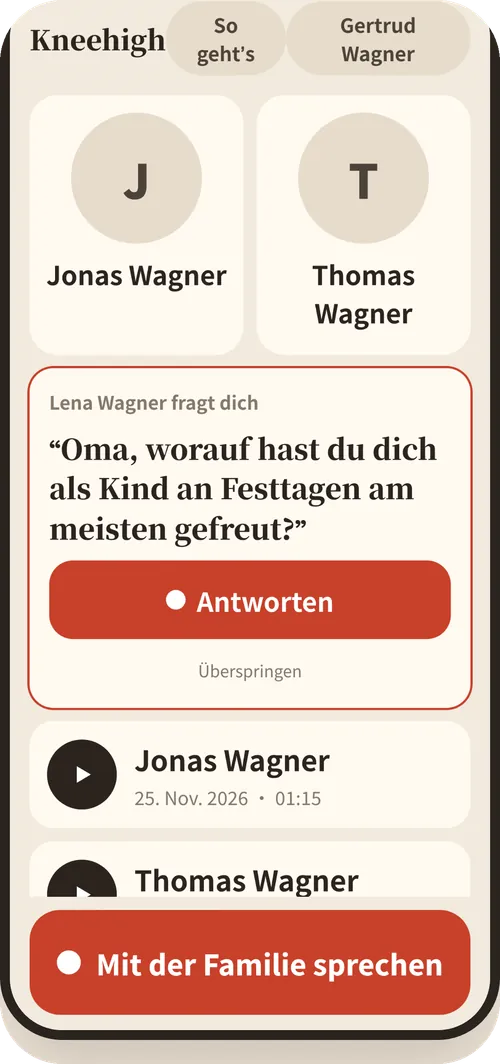 Kneehigh
So
geht's
Gertrud
Wagner
J
T
Jonas Wagner
Thomas
Wagner
Lena Wagner fragt dich
“Oma, worauf hast du dich
als Kind an Festtagen am
meisten gefreut?”
Antworten
Überspringen
Jonas Wagner
25. Nov. 2026 • 01:15
Thomas Wagner
Mit der Familie sprechen